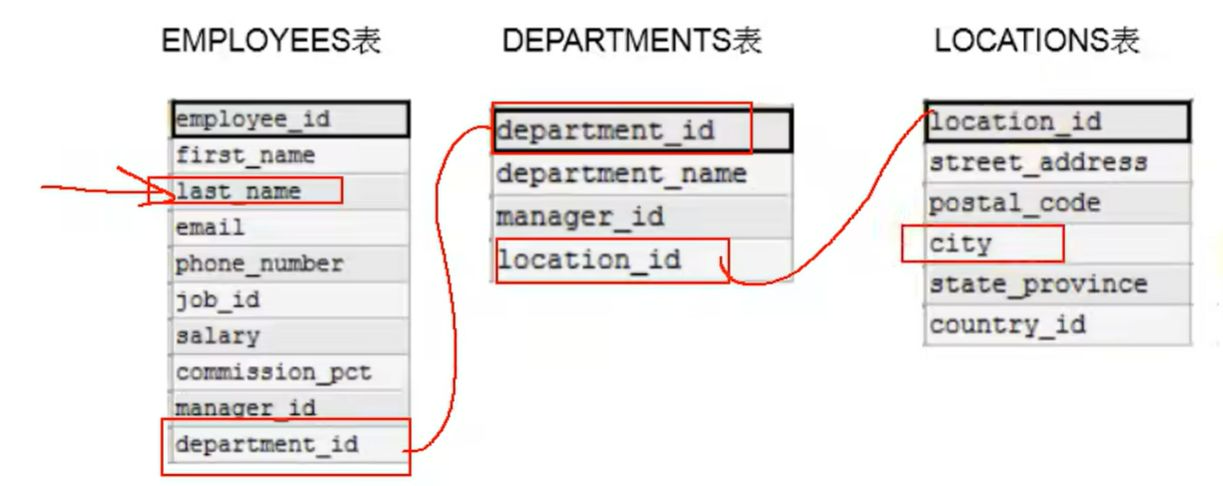 EMPLOYEES表
employee_id
first_name
last_name
email
phone_number
job_id
salary
commission_pct
manager_id
department_id
DEPARTMENTS表
department_id
department_name
manager_id
location_id
LOCATIONS表
location_id
street_address
postal_code
city
state_province
country_id